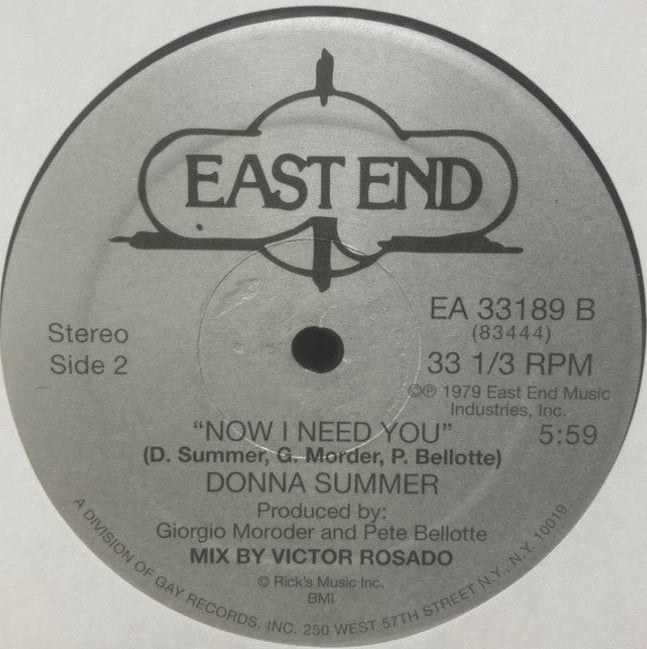 EAST END
Stereo
Side 2
EA 33189 B
(83444)
33 1/3 RPM
©℗ 1979 East End Music
Industries, Inc.
"NOW I NEED YOU" 5:59
(D. Summer, G. Morder, P. Bellotte)
DONNA SUMMER
Produced by:
Giorgio Moroder and Pete Bellotte
MIX BY VICTOR ROSADO
© Rick's Music Inc.
BMI
A DIVISION OF GAY RECORDS, INC. 250 WEST 57TH STREET N.Y., N.Y. 10019